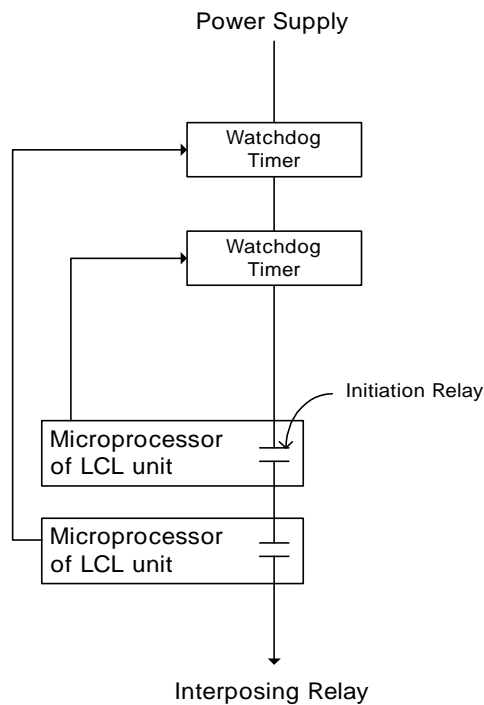 Power Supply
Watchdog
Timer
Watchdog
Timer
Initiation Relay
Microprocessor
of LCL unit
Microprocessor
of LCL unit
Interposing Relay